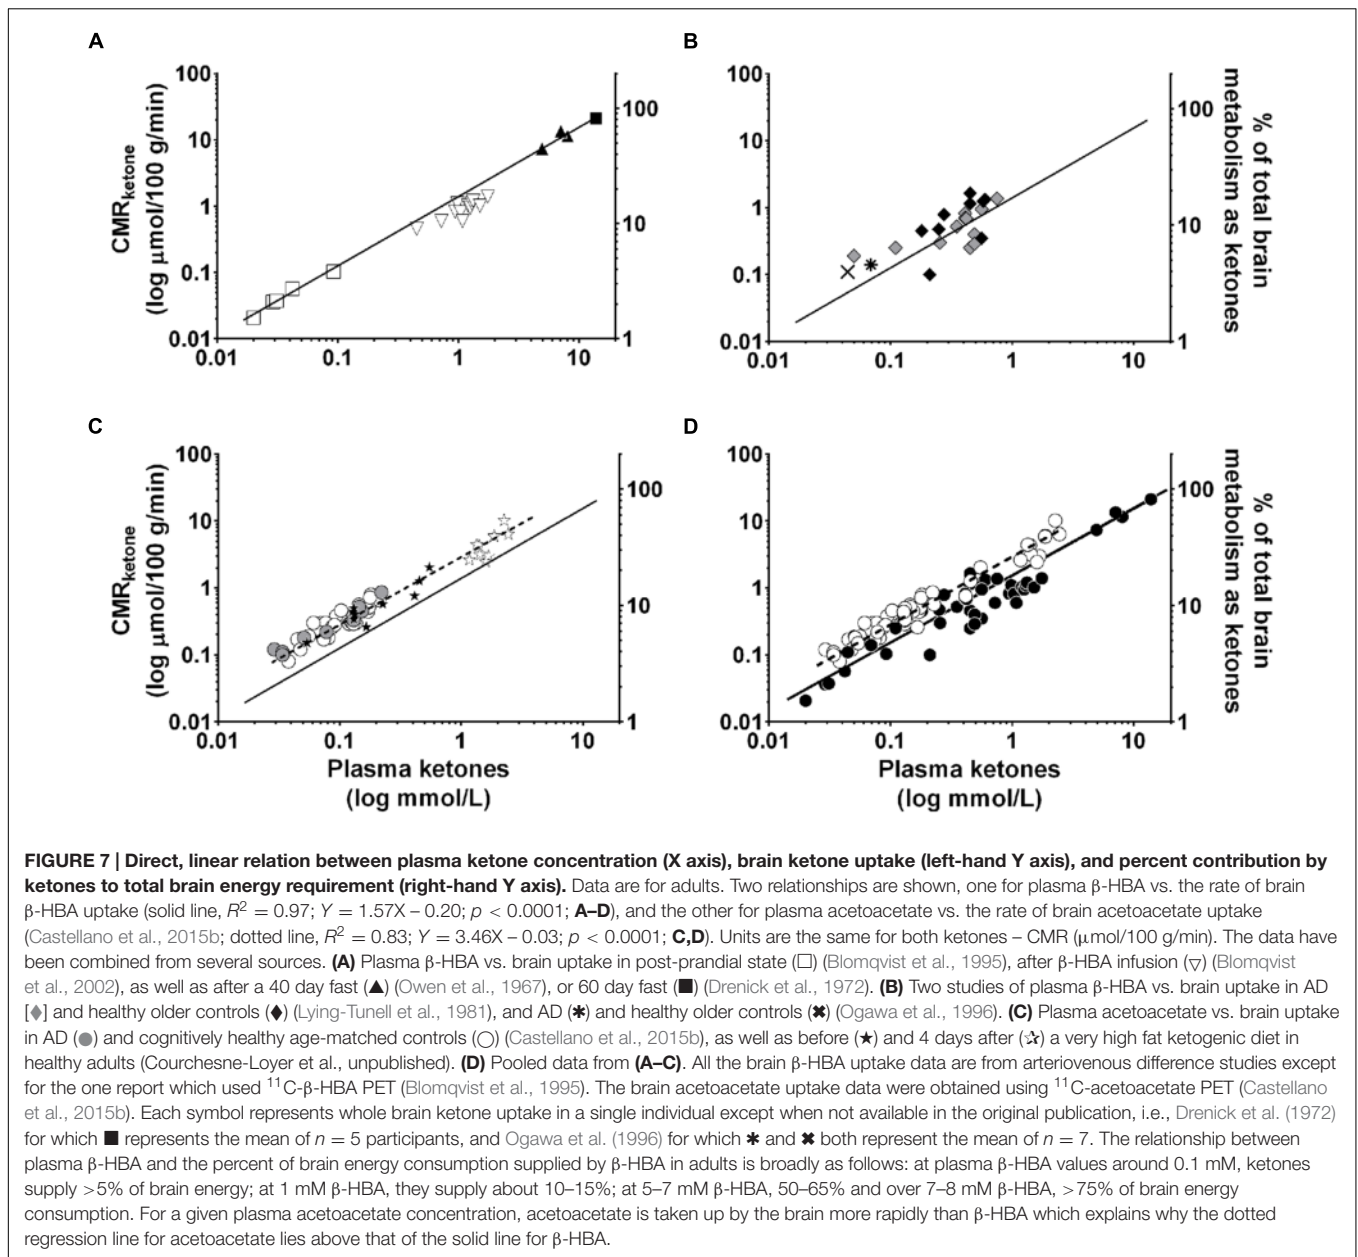 A
B
100
10
1
0.1
0.01
CMRketone
(log μmol/100 g/min)
100
10
1
0.01
0.1
1
10
100
10
1
0.1
0.01
100
10
1
% of total brain
metabolism as ketones
0.01
0.1
1
10
C
D
100
10
1
0.1
0.01
CMRketone
(log μmol/100 g/min)
100
10
1
0.01
0.1
1
10
Plasma ketones
(log mmol/L)
100
10
1
0.1
0.01
100
10
1
% of total brain
metabolism as ketones
0.01
0.1
1
10
Plasma ketones
(log mmol/L)
FIGURE 7 | Direct, linear relation between plasma ketone concentration (X axis), brain ketone uptake (left-hand Y axis), and percent contribution by
ketones to total brain energy requirement (right-hand Y axis). Data are for adults. Two relationships are shown, one for plasma β-HBA vs. the rate of brain
β-HBA uptake (solid line, R² = 0.97; Y = 1.57X – 0.20; p < 0.0001; A–D), and the other for plasma acetoacetate vs. the rate of brain acetoacetate uptake
(Castellano et al., 2015b; dotted line, R² = 0.83; Y = 3.46X – 0.03; p < 0.0001; C,D). Units are the same for both ketones – CMR (μmol/100 g/min). The data have
been combined from several sources. (A) Plasma β-HBA vs. brain uptake in post-prandial state (□) (Blomqvist et al., 1995), after β-HBA infusion (▽) (Blomqvist
et al., 2002), as well as after a 40 day fast (▲) (Owen et al., 1967), or 60 day fast (■) (Drenick et al., 1972). (B) Two studies of plasma β-HBA vs. brain uptake in AD
[♦] and healthy older controls (♦) (Lying-Tunell et al., 1981), and AD (✱) and healthy older controls (✖) (Ogawa et al., 1996). (C) Plasma acetoacetate vs. brain uptake
in AD (●) and cognitively healthy age-matched controls (○) (Castellano et al., 2015b), as well as before (★) and 4 days after (☆) a very high fat ketogenic diet in
healthy adults (Courchesne-Loyer et al., unpublished). (D) Pooled data from (A–C). All the brain β-HBA uptake data are from arteriovenous difference studies except
for the one report which used ¹¹C-β-HBA PET (Blomqvist et al., 1995). The brain acetoacetate uptake data were obtained using ¹¹C-acetoacetate PET (Castellano
et al., 2015b). Each symbol represents whole brain ketone uptake in a single individual except when not available in the original publication, i.e., Drenick et al. (1972)
for which ■ represents the mean of n = 5 participants, and Ogawa et al. (1996) for which ✱ and ✖ both represent the mean of n = 7. The relationship between
plasma β-HBA and the percent of brain energy consumption supplied by β-HBA in adults is broadly as follows: at plasma β-HBA values around 0.1 mM, ketones
supply >5% of brain energy; at 1 mM β-HBA, they supply about 10–15%; at 5–7 mM β-HBA, 50–65% and over 7–8 mM β-HBA, >75% of brain energy
consumption. For a given plasma acetoacetate concentration, acetoacetate is taken up by the brain more rapidly than β-HBA which explains why the dotted
regression line for acetoacetate lies above that of the solid line for β-HBA.